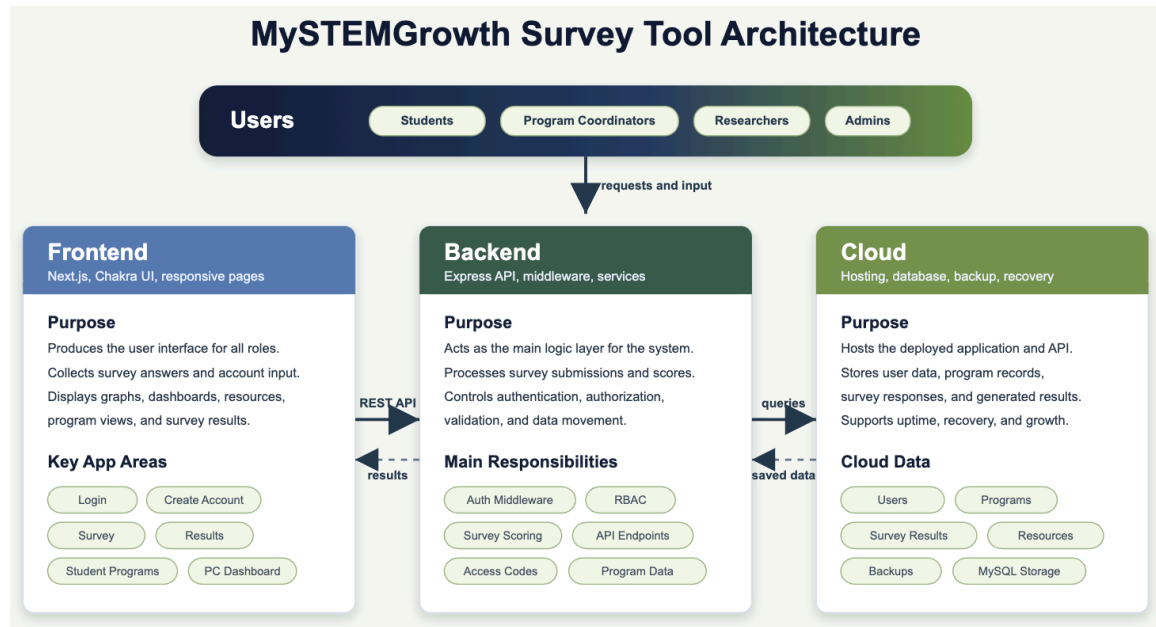 MySTEMGrowth Survey Tool Architecture
Users
Students
Program Coordinators
Researchers
Admins
requests and input
Frontend
Next.js, Chakra UI, responsive pages
Purpose
Produces the user interface for all roles.
Collects survey answers and account input.
Displays graphs, dashboards, resources,
program views, and survey results.
Key App Areas
Login
Create Account
Survey
Results
Student Programs
PC Dashboard
REST API
results
Backend
Express API, middleware, services
Purpose
Acts as the main logic layer for the system.
Processes survey submissions and scores.
Controls authentication, authorization,
validation, and data movement.
Main Responsibilities
Auth Middleware
RBAC
Survey Scoring
API Endpoints
Access Codes
Program Data
queries
saved data
Cloud
Hosting, database, backup, recovery
Purpose
Hosts the deployed application and API.
Stores user data, program records,
survey responses, and generated results.
Supports uptime, recovery, and growth.
Cloud Data
Users
Programs
Survey Results
Resources
Backups
MySQL Storage